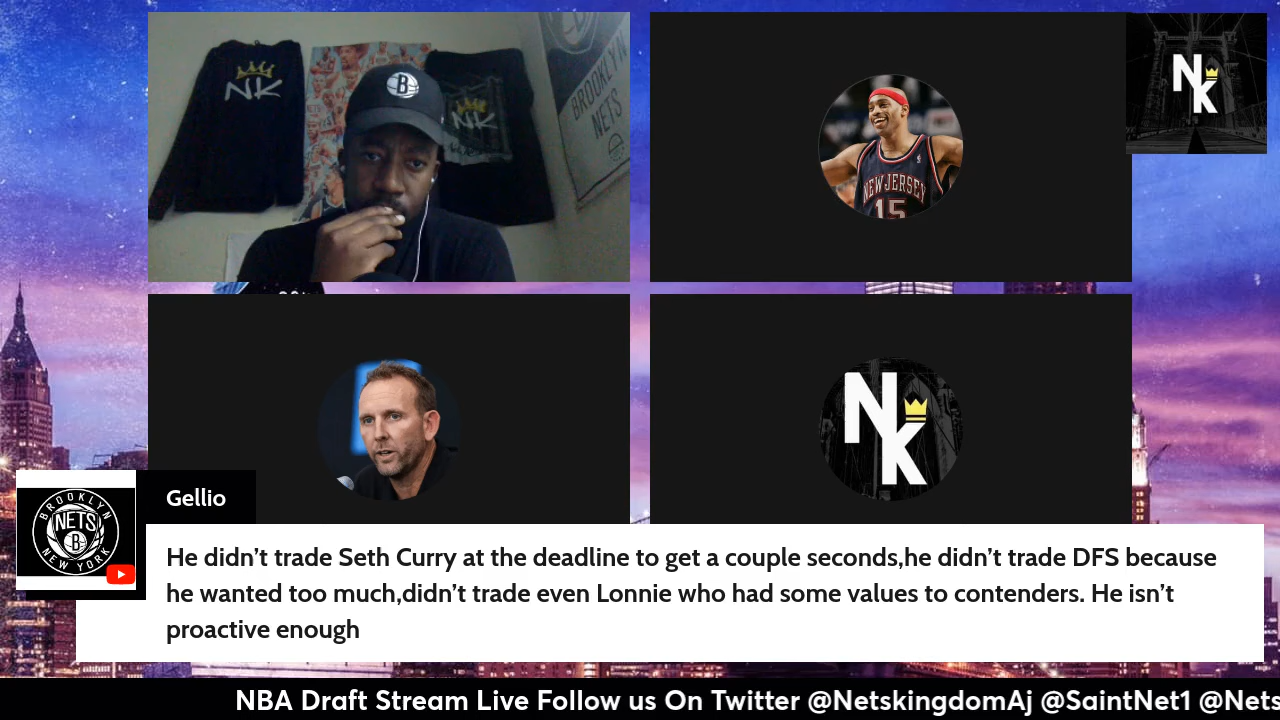 NK
NK
BROOKLYN
NETS
B
NEW JERSEY
15
NK
NK
BROOKLYN
NETS
B
NEW YORK
Gellio
He didn’t trade Seth Curry at the deadline to get a couple seconds,he didn’t trade DFS because
he wanted too much,didn’t trade even Lonnie who had some values to contenders. He isn’t
proactive enough
NBA Draft Stream Live Follow us On Twitter @NetskingdomAj @SaintNet1 @Nets